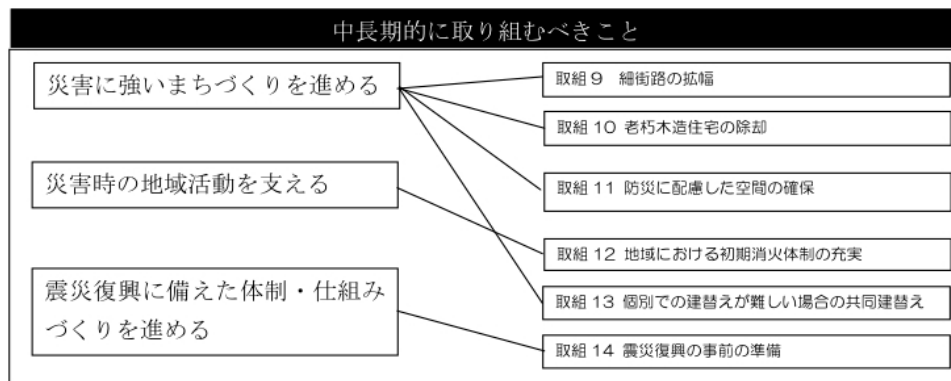 中長期的に取り組むべきこと
災害に強いまちづくりを進める
災害時の地域活動を支える
震災復興に備えた体制・仕組み
づくりを進める
取組9 細街路の拡幅
取組10 老朽木造住宅の除却
取組11 防災に配慮した空間の確保
取組12 地域における初期消火体制の充実
取組13 個別での建替えが難しい場合の共同建替え
取組14 震災復興の事前の準備